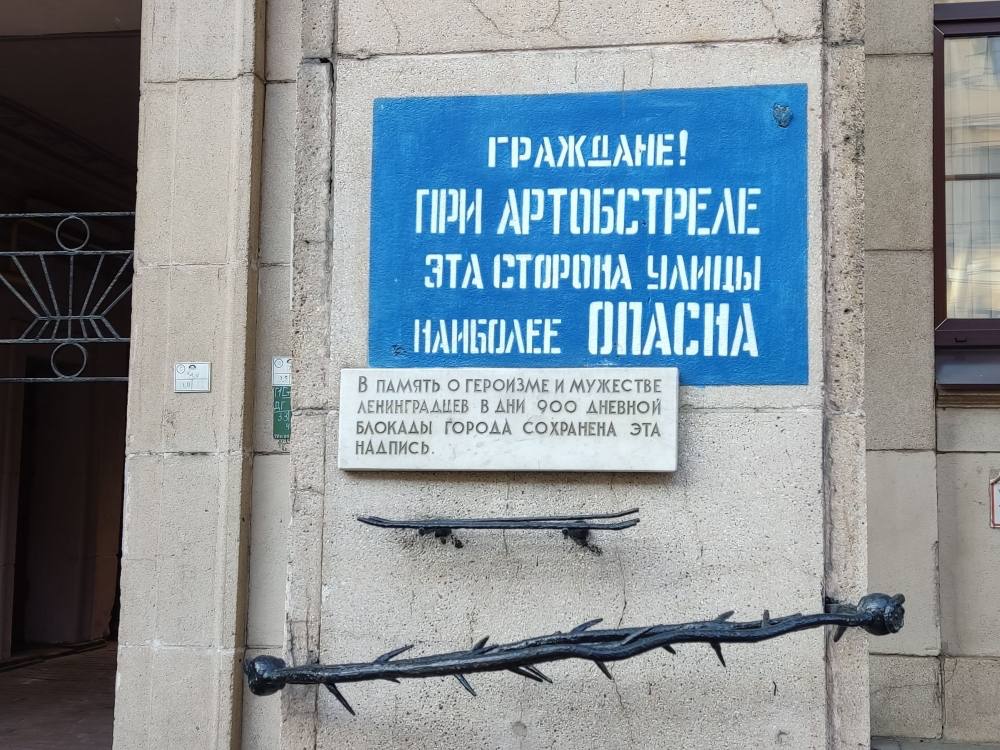 ГРАЖДАНЕ!
ПРИ АРТОБСТРЕЛЕ
ЭТА СТОРОНА УЛИЦЫ
НАИБОЛЕЕ ОПАСНА
В ПАМЯТЬ О ГЕРОИЗМЕ И МУЖЕСТВЕ
ЛЕНИНГРАДЦЕВ В ДНИ 900 ДНЕВНОЙ
БЛОКАДЫ ГОРОДА СОХРАНЕНА ЭТА
НАДПИСЬ.